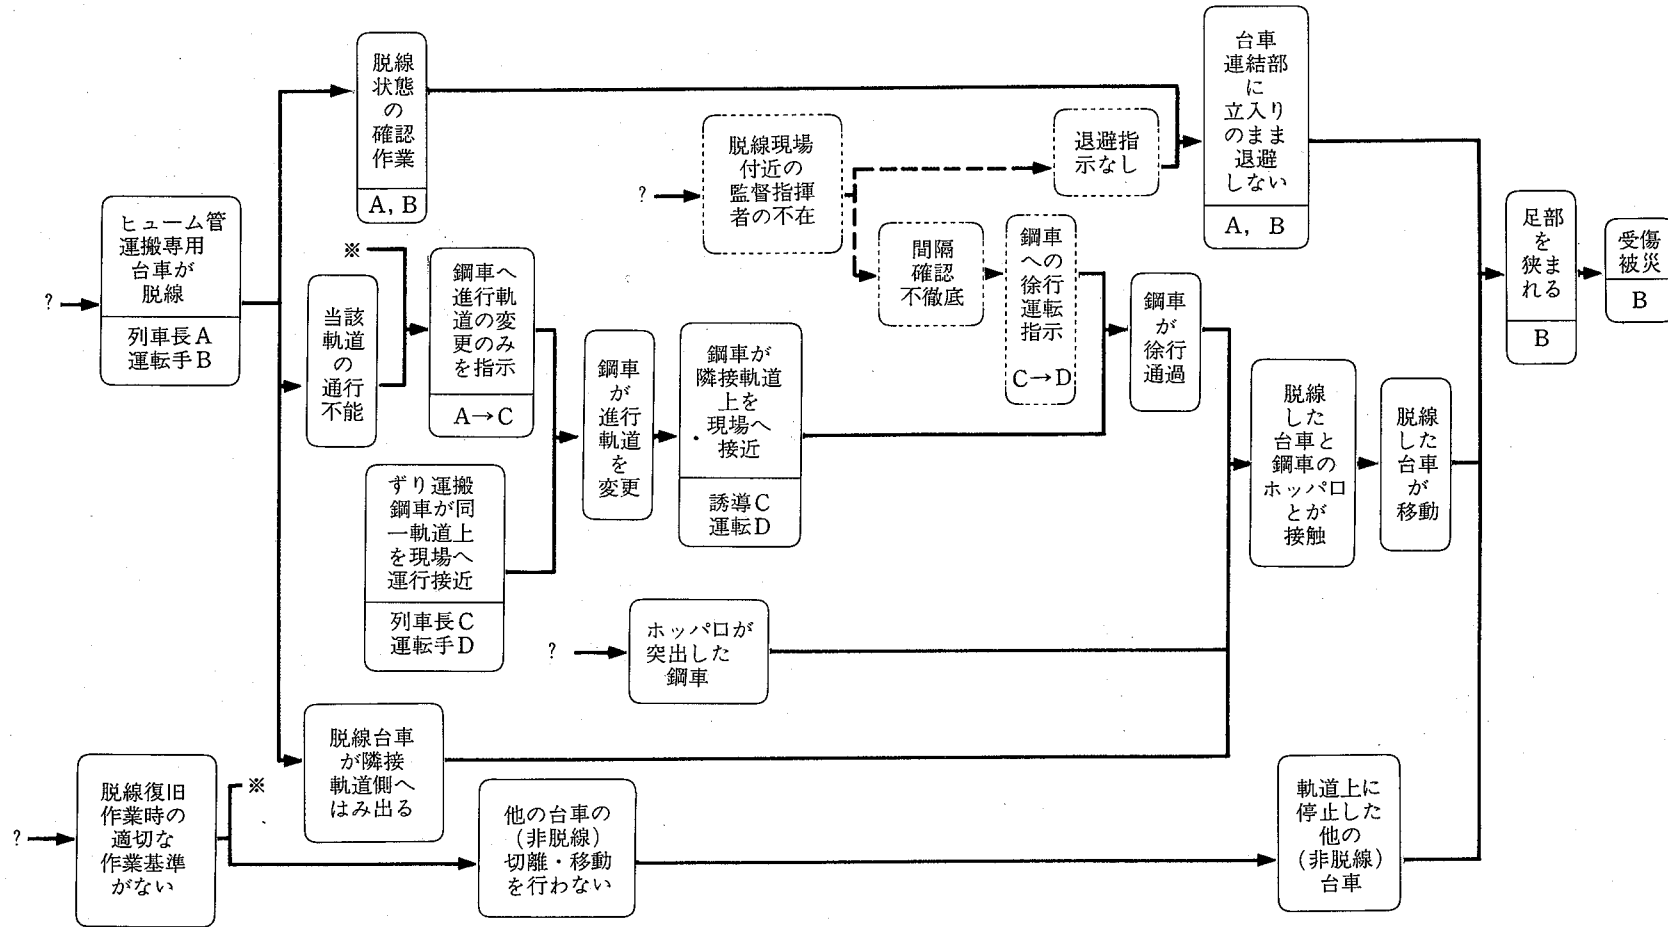 脱線
状態
の
確認
作業
A, B
台車
連結部
に
立入り
のまま
退避
しない
A, B
脱線現場
付近の
監督指揮
者の不在
?
退避指
示なし
ヒューム管
運搬専用
台車が
脱線
列車長A
運転手B
?
※
当該
軌道
の
通行
不能
鋼車へ
進行軌
道の変
更のみ
を指示
A→C
間隔
確認
不徹底
鋼車
への
徐行
運転
指示
C→D
鋼車
が
徐行
通過
足部
を
狭ま
れる
B
受傷
被災
B
鋼車
が
進行
軌道
を
変更
鋼車が
隣接軌道
上を
現場へ
接近
誘導C
運転D
脱線
した
台車と
鋼車の
ホッパ口
とが
接触
脱線
した
台車
が
移動
ずり運搬
鋼車が同
一軌道上
を現場へ
運行接近
列車長C
運転手D
?
ホッパ口が
突出した
鋼車
脱線台車
が隣接
軌道側へ
はみ出る
?
脱線復旧
作業時の
適切な
作業基準
がない
※
他の台車の
(非脱線)
切離・移動
を行わない
軌道上に
停止した
他の
(非脱線)
台車